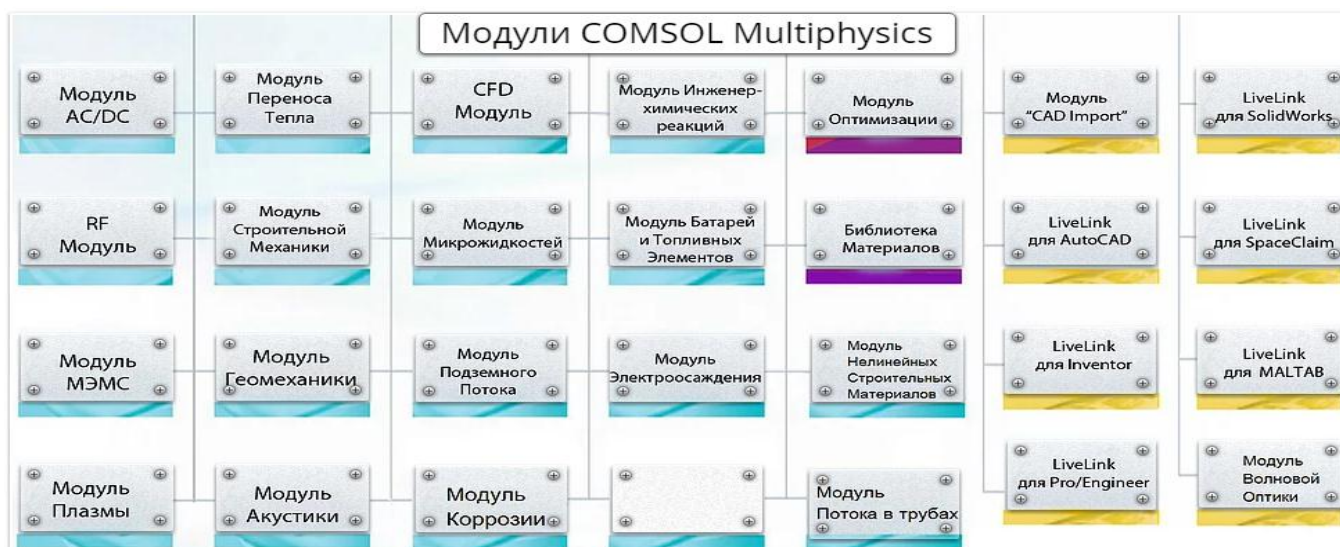 Модули COMSOL Multiphysics
Модуль
AC/DC
Модуль
Переноса
Тепла
CFD
Модуль
Модуль Инженер-
химических
реакций
Модуль
Оптимизации
Модуль
“CAD Import”
LiveLink
для SolidWorks
RF
Модуль
Модуль
Строительной
Механики
Модуль
Микрожидкостей
Модуль Батарей
и Топливных
Элементов
Библиотека
Материалов
LiveLink
для AutoCAD
LiveLink
для SpaceClaim
Модуль
МЭМС
Модуль
Геомеханики
Модуль
Подземного
Потока
Модуль
Электроосаждения
Модуль
Нелинейных
Строительных
Материалов
LiveLink
для Inventor
LiveLink
для MALTAB
Модуль
Плазмы
Модуль
Акустики
Модуль
Коррозии
Модуль
Потока в трубах
LiveLink
для Pro/Engineer
Модуль
Волновой
Оптики